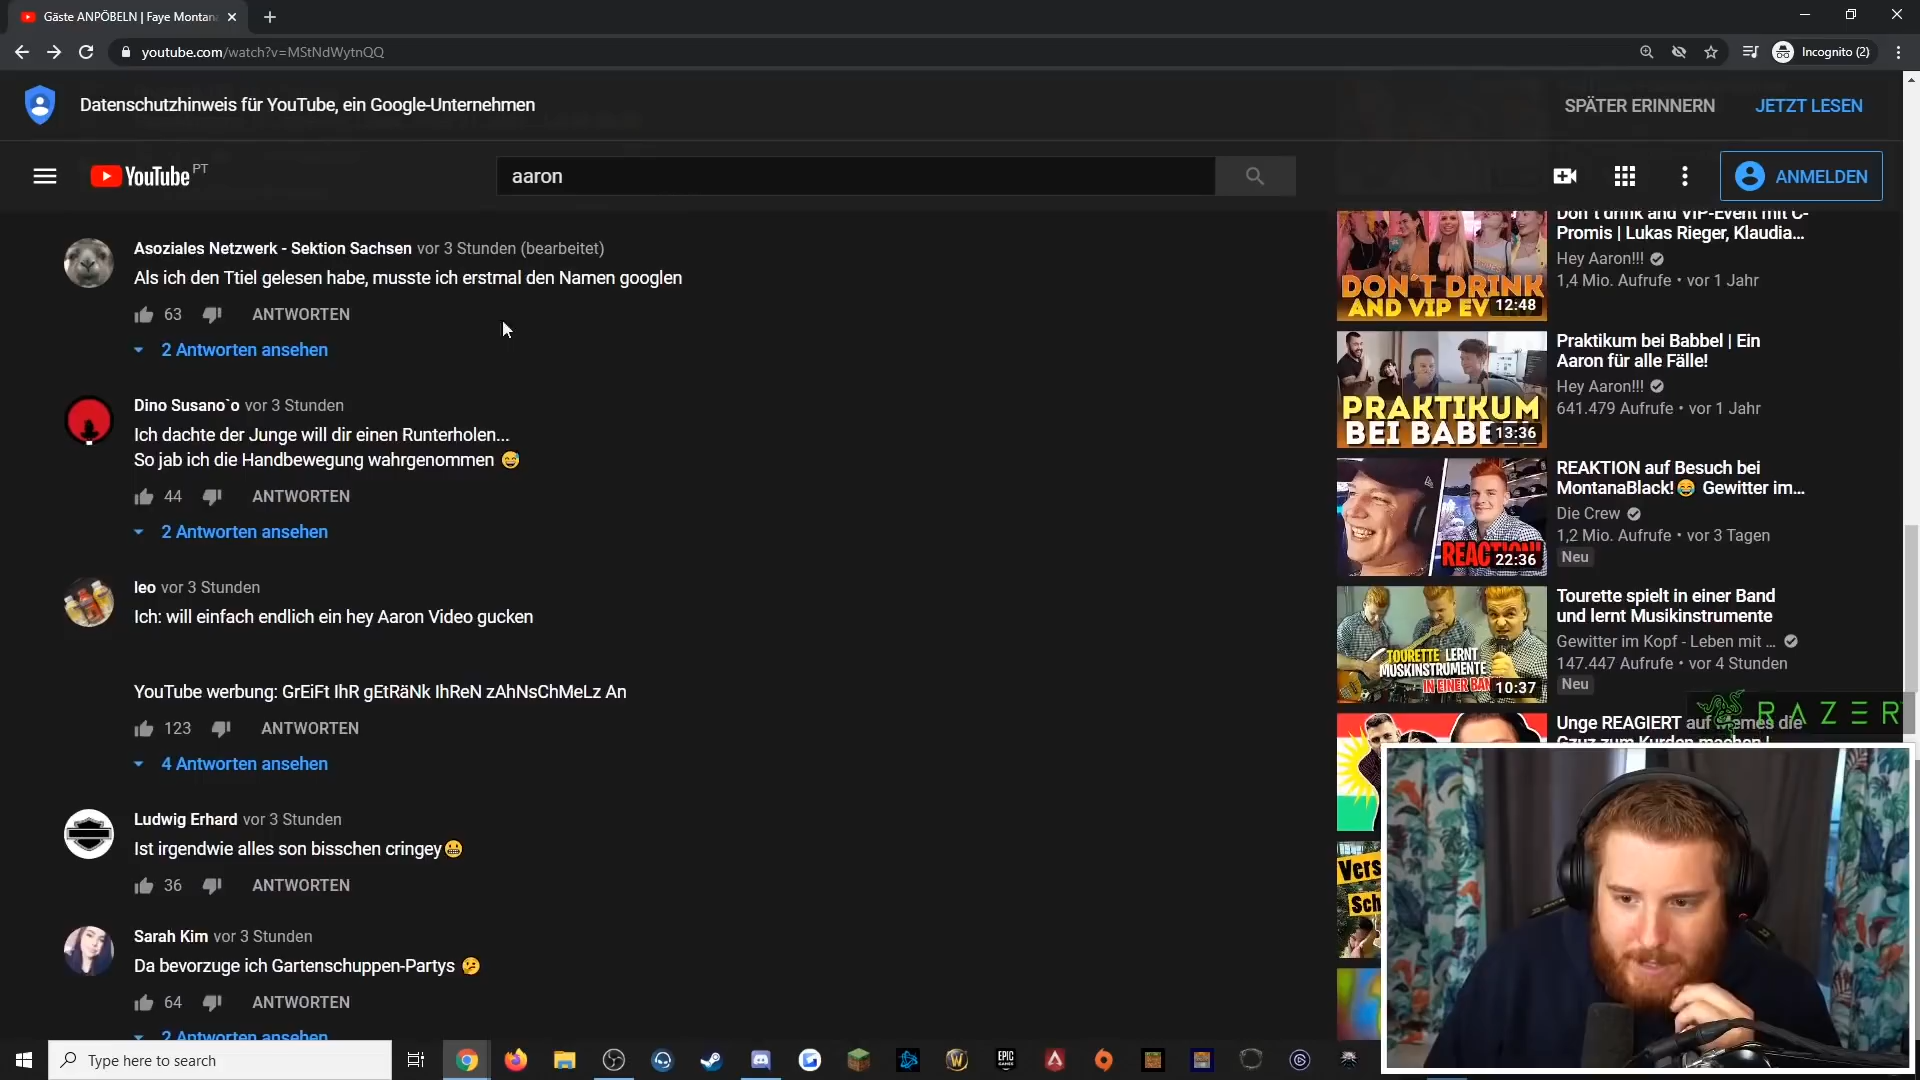 Gäste ANPÖBELN | Faye Montana
youtube.com/watch?v=MStNdWytnQQ
Incognito (2)
Datenschutzhinweis für YouTube, ein Google-Unternehmen
SPÄTER ERINNERN
JETZT LESEN
YouTube PT
aaron
ANMELDEN
Asoziales Netzwerk - Sektion Sachsen vor 3 Stunden (bearbeitet)
Als ich den Ttiel gelesen habe, musste ich erstmal den Namen googlen
63 ANTWORTEN
2 Antworten ansehen
Dino Susano`o vor 3 Stunden
Ich dachte der Junge will dir einen Runterholen...
So jab ich die Handbewegung wahrgenommen 😅
44 ANTWORTEN
2 Antworten ansehen
leo vor 3 Stunden
Ich: will einfach endlich ein hey Aaron Video gucken
YouTube werbung: GrEiFt IhR gEtRäNk IhReN zAhNsChMeLz An
123 ANTWORTEN
4 Antworten ansehen
Ludwig Erhard vor 3 Stunden
Ist irgendwie alles son bisschen cringey😬
36 ANTWORTEN
Sarah Kim vor 3 Stunden
Da bevorzuge ich Gartenschuppen-Partys 🤔
64 ANTWORTEN
2 Antworten ansehen
DON'T DRINK
AND VIP EV
12:48
Don't drink and VIP-Event mit C-
Promis | Lukas Rieger, Klaudia...
Hey Aaron!!!
1,4 Mio. Aufrufe • vor 1 Jahr
PRAKTIKUM
BEI BABB
13:36
Praktikum bei Babbel | Ein
Aaron für alle Fälle!
Hey Aaron!!!
641.479 Aufrufe • vor 1 Jahr
REACTION!
22:36
REAKTION auf Besuch bei
MontanaBlack!😂 Gewitter im...
Die Crew
1,2 Mio. Aufrufe • vor 3 Tagen
Neu
TOURETTE LERNT
MUSIKINSTRUMENTE
IN EINER BAN
10:37
Tourette spielt in einer Band
und lernt Musikinstrumente
Gewitter im Kopf - Leben mit ...
147.447 Aufrufe • vor 4 Stunden
Neu
Unge REAGIERT auf Memes die
Gzuz zum Kurden machen |
RAZER
Vers
Sch
Type here to search
EPIC
GAMES